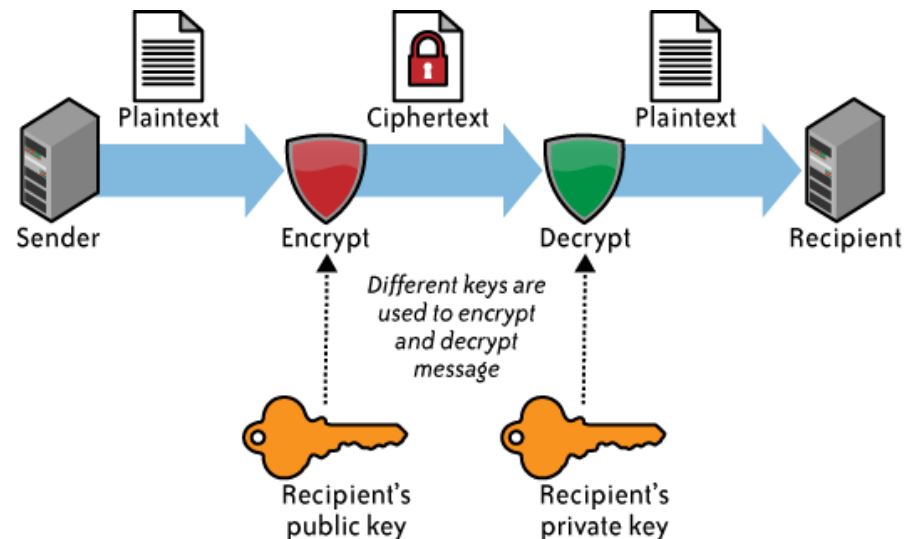 Plaintext
Ciphertext
Plaintext
Sender
Encrypt
Decrypt
Recipient
Different keys are
used to encrypt
and decrypt
message
Recipient's
public key
Recipient's
private key